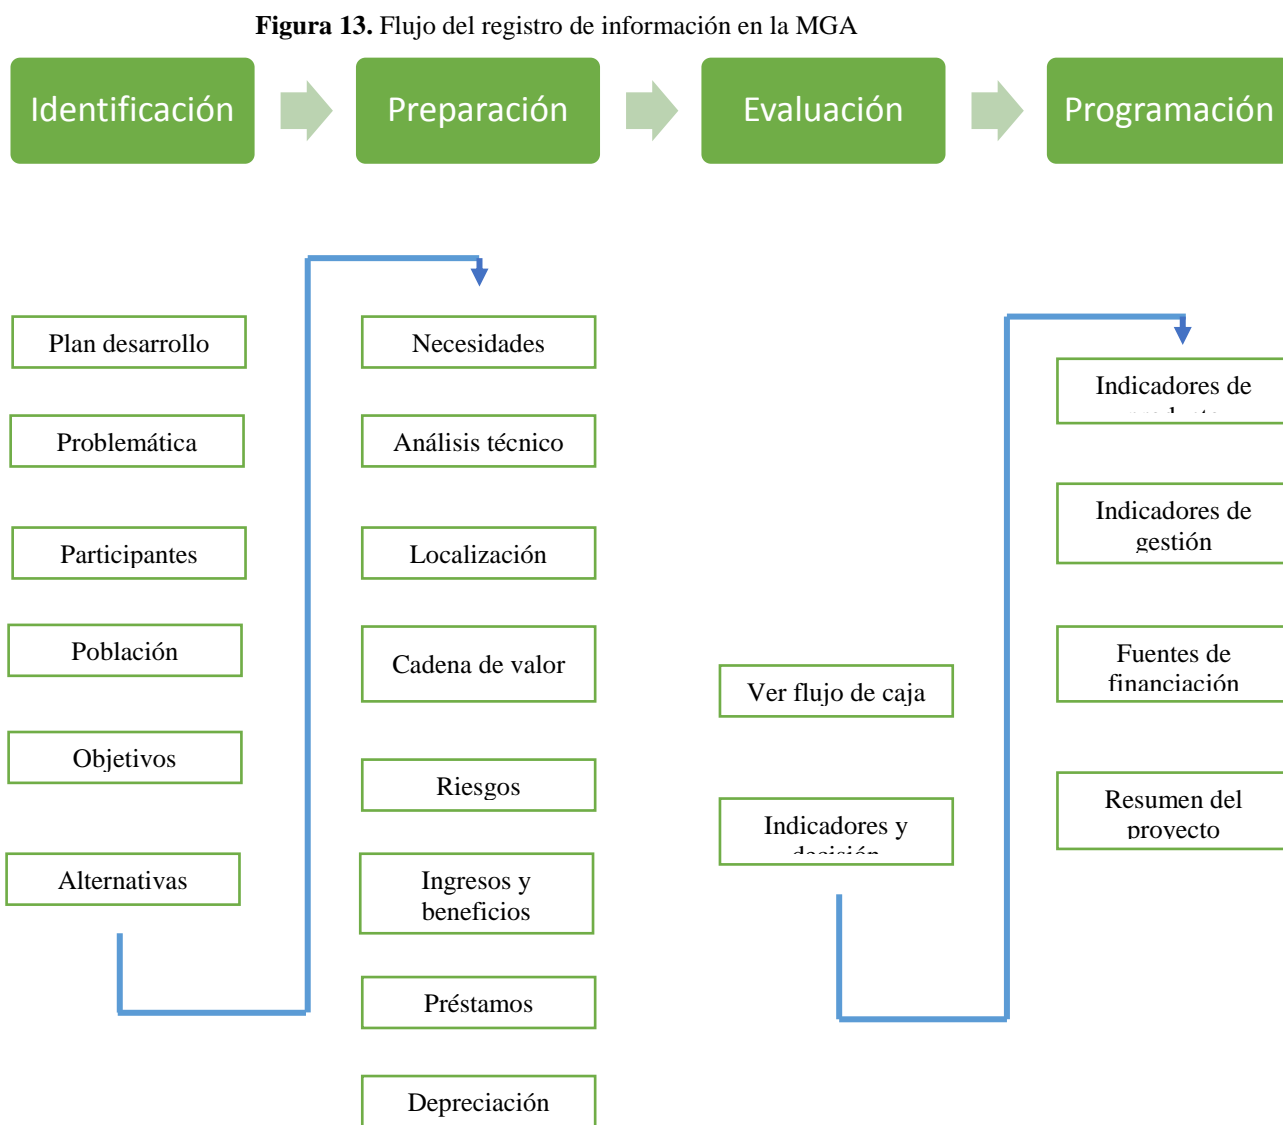 Figura 13. Flujo del registro de información en la MGA
Identificación
Preparación
Evaluación
Programación
Plan desarrollo
Problemática
Participantes
Población
Objetivos
Alternativas
Necesidades
Análisis técnico
Localización
Cadena de valor
Riesgos
Ingresos y
beneficios
Préstamos
Depreciación
Ver flujo de caja
Indicadores y
decisión
Indicadores de
Indicadores de
gestión
Fuentes de
financiación
Resumen del
proyecto